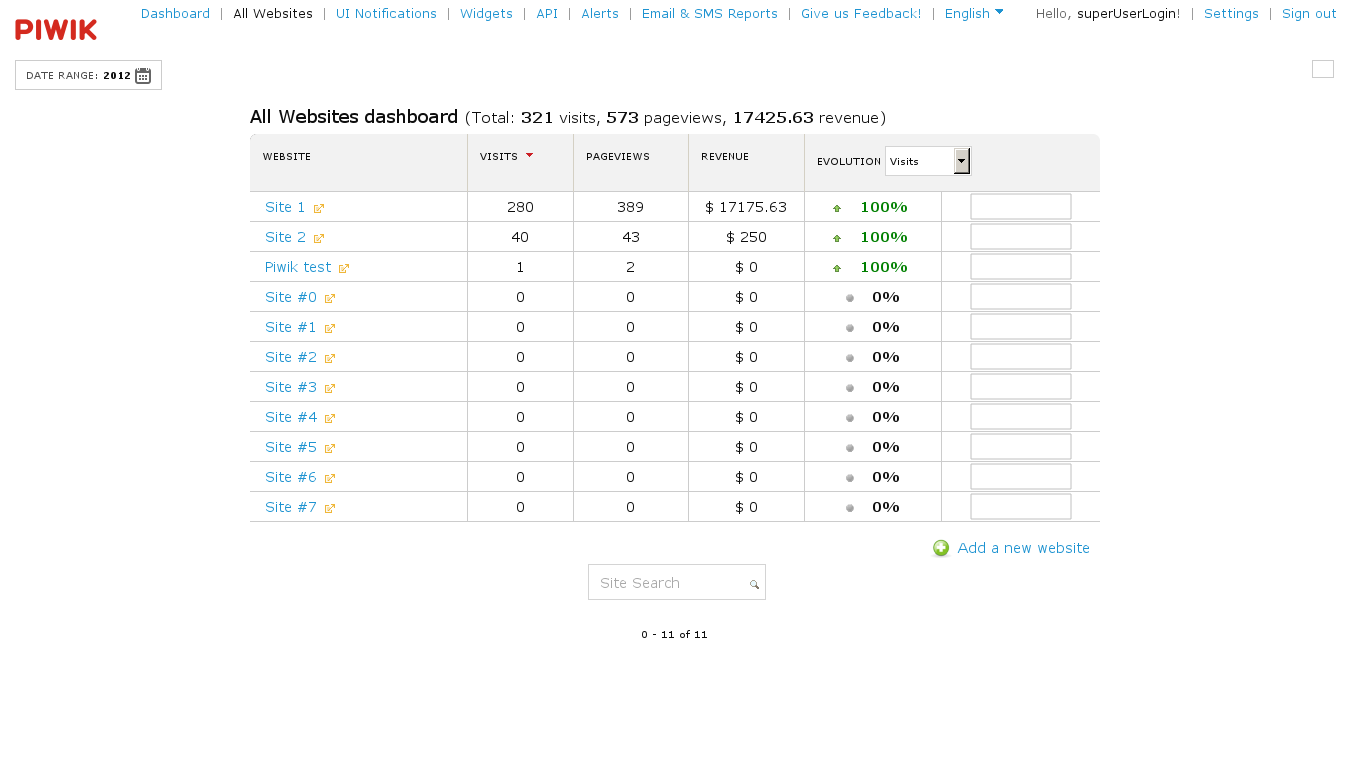 PIWIK
Dashboard | All Websites | UI Notifications | Widgets | API | Alerts | Email & SMS Reports | Give us Feedback! | English Hello, superUserLogin! | Settings | Sign out
DATE RANGE: 2012
All Websites dashboard (Total: 321 visits, 573 pageviews, 17425.63 revenue)
WEBSITE VISITS PAGEVIEWS REVENUE EVOLUTION Visits
Site 1 280 389 $ 17175.63 100%
Site 2 40 43 $ 250 100%
Piwik test 1 2 $ 0 100%
Site #0 0 0 $ 0 0%
Site #1 0 0 $ 0 0%
Site #2 0 0 $ 0 0%
Site #3 0 0 $ 0 0%
Site #4 0 0 $ 0 0%
Site #5 0 0 $ 0 0%
Site #6 0 0 $ 0 0%
Site #7 0 0 $ 0 0%
Add a new website
Site Search
0 - 11 of 11